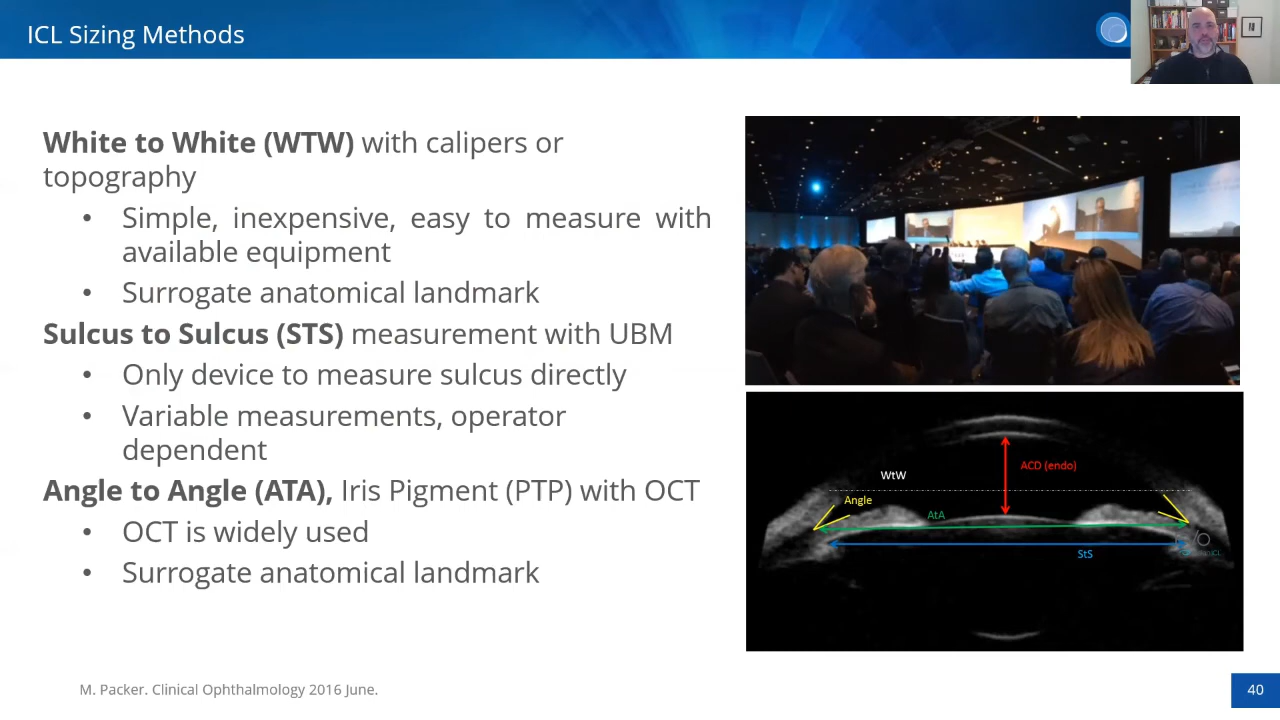 ICL Sizing Methods
White to White (WTW) with calipers or
topography
• Simple, inexpensive, easy to measure with
available equipment
• Surrogate anatomical landmark
Sulcus to Sulcus (STS) measurement with UBM
• Only device to measure sulcus directly
• Variable measurements, operator
dependent
Angle to Angle (ATA), Iris Pigment (PTP) with OCT
• OCT is widely used
• Surrogate anatomical landmark
ACD (endo)
WtW
Angle
AtA
StS
M. Packer. Clinical Ophthalmology 2016 June.
40